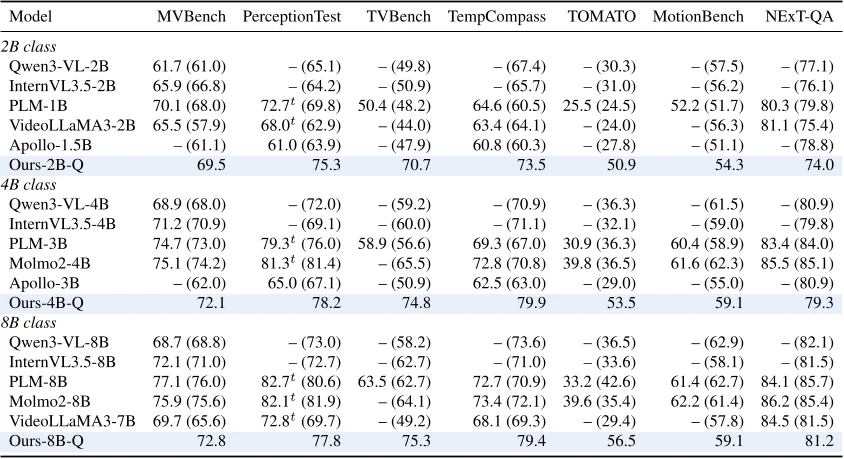 Model MVBench PerceptionTest TVBench TempCompass TOMATO MotionBench NExT-QA
2B class
Qwen3-VL-2B 61.7 (61.0) – (65.1) – (49.8) – (67.4) – (30.3) – (57.5) – (77.1)
InternVL3.5-2B 65.9 (66.8) – (64.2) – (50.9) – (65.7) – (31.0) – (56.2) – (76.1)
PLM-1B 70.1 (68.0) 72.7ᵗ (69.8) 50.4 (48.2) 64.6 (60.5) 25.5 (24.5) 52.2 (51.7) 80.3 (79.8)
VideoLLaMA3-2B 65.5 (57.9) 68.0ᵗ (62.9) – (44.0) 63.4 (64.1) – (24.0) – (56.3) 81.1 (75.4)
Apollo-1.5B – (61.1) 61.0 (63.9) – (47.9) 60.8 (60.3) – (27.8) – (51.1) – (78.8)
Ours-2B-Q 69.5 75.3 70.7 73.5 50.9 54.3 74.0
4B class
Qwen3-VL-4B 68.9 (68.0) – (72.0) – (59.2) – (70.9) – (36.3) – (61.5) – (80.9)
InternVL3.5-4B 71.2 (70.9) – (69.1) – (60.0) – (71.1) – (32.1) – (59.0) – (79.8)
PLM-3B 74.7 (73.0) 79.3ᵗ (76.0) 58.9 (56.6) 69.3 (67.0) 30.9 (36.3) 60.4 (58.9) 83.4 (84.0)
Molmo2-4B 75.1 (74.2) 81.3ᵗ (81.4) – (65.5) 72.8 (70.8) 39.8 (36.5) 61.6 (62.3) 85.5 (85.1)
Apollo-3B – (62.0) 65.0 (67.1) – (50.9) 62.5 (63.0) – (29.0) – (55.0) – (80.9)
Ours-4B-Q 72.1 78.2 74.8 79.9 53.5 59.1 79.3
8B class
Qwen3-VL-8B 68.7 (68.8) – (73.0) – (58.2) – (73.6) – (36.5) – (62.9) – (82.1)
InternVL3.5-8B 72.1 (71.0) – (72.7) – (62.7) – (71.0) – (33.6) – (58.1) – (81.5)
PLM-8B 77.1 (76.0) 82.7ᵗ (80.6) 63.5 (62.7) 72.7 (70.9) 33.2 (42.6) 61.4 (62.7) 84.1 (85.7)
Molmo2-8B 75.9 (75.6) 82.1ᵗ (81.9) – (64.1) 73.4 (72.1) 39.6 (35.4) 62.2 (61.4) 86.2 (85.4)
VideoLLaMA3-7B 69.7 (65.6) 72.8ᵗ (69.7) – (49.2) 68.1 (69.3) – (29.4) – (57.8) 84.5 (81.5)
Ours-8B-Q 72.8 77.8 75.3 79.4 56.5 59.1 81.2